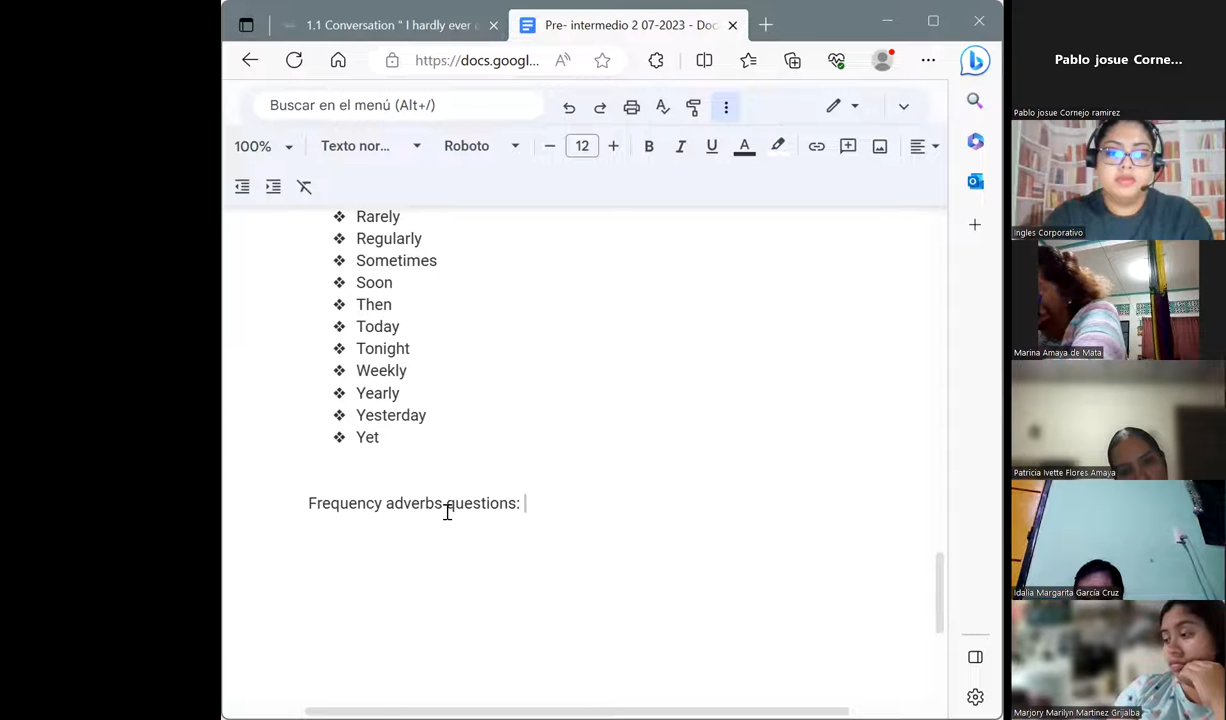 1.1 Conversation " I hardly ever
Pre- intermedio 2 07-2023 - Doc
https://docs.googl...
Buscar en el menú (Alt+/)
100%
Texto nor...
Roboto
12
Rarely
Regularly
Sometimes
Soon
Then
Today
Tonight
Weekly
Yearly
Yesterday
Yet
Frequency adverbs questions:
Pablo josue Corne...
Pablo josue Cornejo ramirez
Ingles Corporativo
Marina Amaya de Mata
Patricia Ivette Flores Amaya
Idalia Margarita García Cruz
Marjory Marilyn Martinez Grijalba